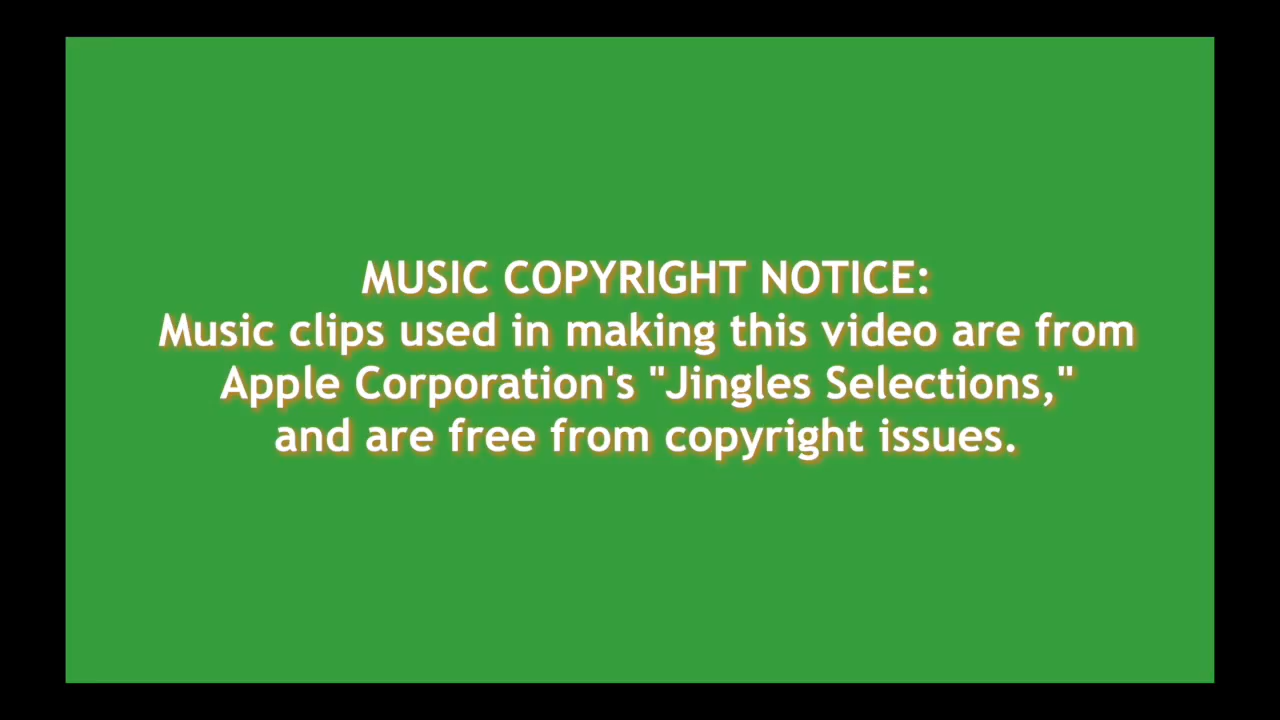 MUSIC COPYRIGHT NOTICE:
Music clips used in making this video are from
Apple Corporation's "Jingles Selections,"
and are free from copyright issues.